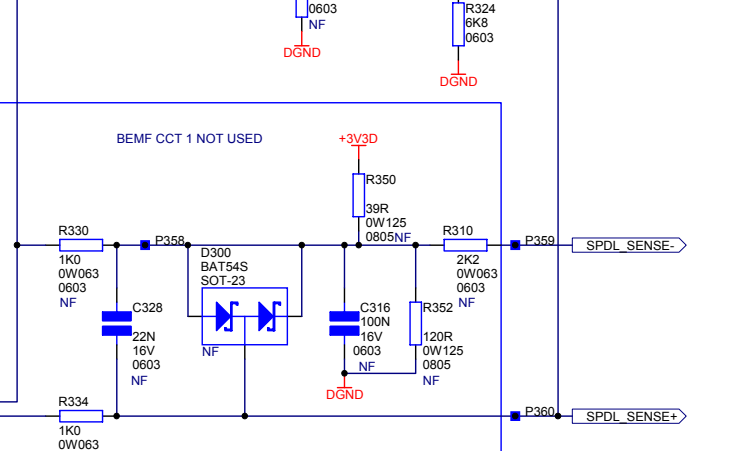 0603
NF
DGND
R324
6K8
0603
DGND
BEMF CCT 1 NOT USED
+3V3D
R350
39R
0W125
0805
NF
R330
1K0
0W063
0603
NF
P358
D300
BAT54S
SOT-23
NF
R310
2K2
0W063
0603
NF
P359
SPDL_SENSE-
C328
22N
16V
0603
NF
C316
100N
16V
0603
NF
R352
120R
0W125
0805
NF
DGND
R334
1K0
0W063
P360
SPDL_SENSE+